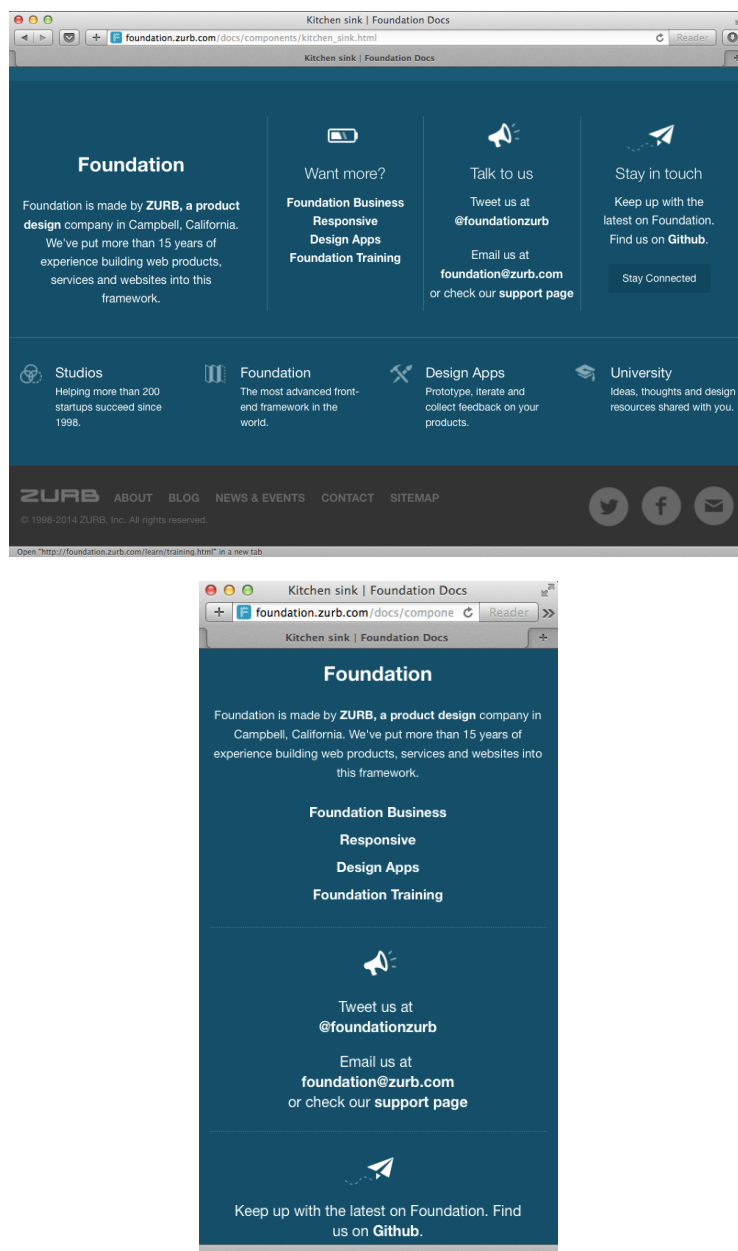 Kitchen sink | Foundation Docs
foundation.zurb.com/docs/components/kitchen_sink.html
Reader
Kitchen sink | Foundation Docs
Foundation
Foundation is made by ZURB, a product
design company in Campbell, California.
We've put more than 15 years of
experience building web products,
services and websites into this
framework.
Want more?
Foundation Business
Responsive
Design Apps
Foundation Training
Talk to us
Tweet us at
@foundationzurb
Email us at
foundation@zurb.com
or check our support page
Stay in touch
Keep up with the
latest on Foundation.
Find us on Github.
Stay Connected
Studios
Helping more than 200
startups succeed since
1998.
Foundation
The most advanced front-
end framework in the
world.
Design Apps
Prototype, iterate and
collect feedback on your
products.
University
Ideas, thoughts and design
resources shared with you.
ZURB ABOUT BLOG NEWS & EVENTS CONTACT SITEMAP
© 1998-2014 ZURB, Inc. All rights reserved.
Open "http://foundation.zurb.com/learn/training.html" in a new tab
Kitchen sink | Foundation Docs
foundation.zurb.com/docs/compone
Reader
Kitchen sink | Foundation Docs
Foundation
Foundation is made by ZURB, a product design company in
Campbell, California. We've put more than 15 years of
experience building web products, services and websites into
this framework.
Foundation Business
Responsive
Design Apps
Foundation Training
Tweet us at
@foundationzurb
Email us at
foundation@zurb.com
or check our support page
Keep up with the latest on Foundation. Find
us on Github.